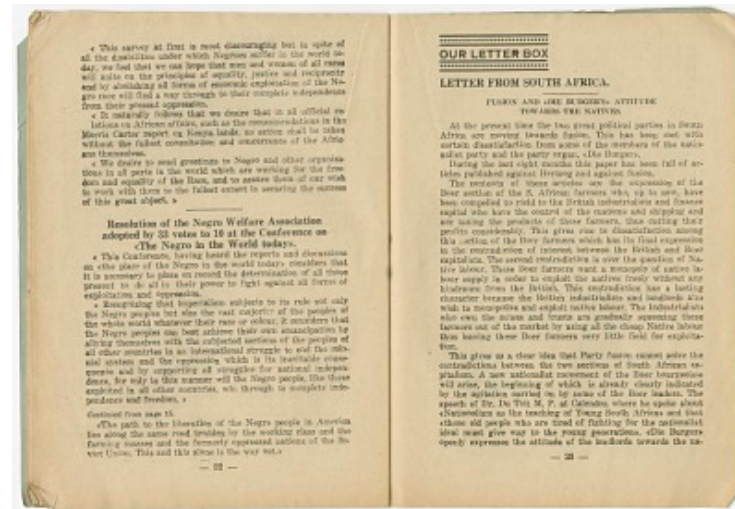 « This survey at first is most discouraging but in spite of
all the disabilities under which Negroes suffer in the world to-
day, we feel that we can hope that men and women of all races
will unite on the principles of equality, justice and reciprocity
and by abolishing all forms of economic exploitation of the Ne-
gro race will find a way through to their complete independence
from their present oppression.
« It naturally follows that we desire that in all official re-
lations on African affairs, such as the recommendations in the
Morris Carter report on Kenya lands, no action shall be taken
without the fullest consultation and concurrence of the Afric-
ans themselves.
« We desire to send greetings to Negro and other organisa-
tions in all parts in the world which are working for the free-
dom and equality of the Race, and to assure them of our wish
to work with them to the fullest extent in securing the success
of this great object. »
Resolution of the Negro Welfare Association
adopted by 33 votes to 10 at the Conference on
«The Negro in the World today».
« This Conference, having heard the reports and discussions
on «the place of the Negro in the world today» considers that
it is necessary to place on record the determination of all those
present to do all in their power to fight against all forms of
exploitation and oppression.
« Recognizing that Imperialism subjects to its rule not only
the Negro peoples but also the vast majority of the peoples of
the whole world whatever their race or colour, it considers that
the Negro peoples can best achieve their own emancipation by
allying themselves with the subjected sections of the peoples of
all other countries in an international struggle to end the colo-
nial system and the oppression which is its inevitable conse-
quence and by supporting all struggles for national indepen-
dence, for only in this manner will the Negro people, like those
exploited in all other countries, win through to complete inde-
pendence and freedom. »
Continued from page 15.
«The path to the liberation of the Negro people in America
lies along the same road trodden by the working class and the
farming masses and the formerly oppressed nations of the So-
viet Union. This and this alone is the way out.»
— 22 —
OUR LETTER BOX
LETTER FROM SOUTH AFRICA.
FUSION AND «DIE BURGER'S» ATTITUDE
TOWARDS THE NATIVES.
At the present time the two great political parties in South
Africa are moving towards fusion. This has been met with
certain dissatisfaction from some of the members of the natio-
nalist party and the party organ, «Die Burger».
During the last eight months this paper has been full of ar-
ticles published against Hertzog and against fusion.
The contents of these articles are the expression of the
Boer section of the S. African farmers who, up to now, have
been compelled to yield to the British industrialists and finance
capital who have the control of the customs and shipping and
are taxing the products of these farmers, thus cutting their
profits considerably. This gives rise to dissatisfaction among
this section of the Boer farmers which has its final expression
in the contradiction of interest between the British and Boer
capitalists. The second contradiction is over the question of Na-
tive labour. These Boer farmers want a monopoly of native la-
bour supply in order to exploit the natives freely without any
hindrance from the British. This contradiction has a lasting
character because the British industrialists and landlords also
wish to monopolise and exploit native labour. The industrialists
who own the mines and trusts are gradually squeezing these
farmers out of the market by using all the cheap Native labour
thus leaving these Boer farmers very little field for exploita-
tion.
This gives us a clear idea that Party fusion cannot solve the
contradictions between the two sections of South African ca-
pitalism. A new nationalist movement of the Boer bourgeoisie
will arise, the beginning of which is already clearly indicated
by the agitation carried on by some of the Boer leaders. The
speech of Dr. Du Toit M. P. at Caledon, where he spoke about
«Nationalism as the teaching of Young South Africa» and that
«those old people who are tired of fighting for the nationalist
ideal must give way to the young generation». «Die Burger»
openly expresses the attitude of the landlords towards the na-
— 23 —